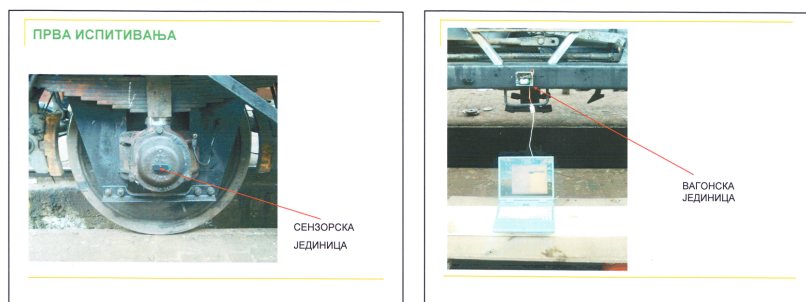 ПРВА ИСПИТИВАЊА
СЕНЗОРСКА
ЈЕДИНИЦА
ВАГОНСКА
ЈЕДИНИЦА